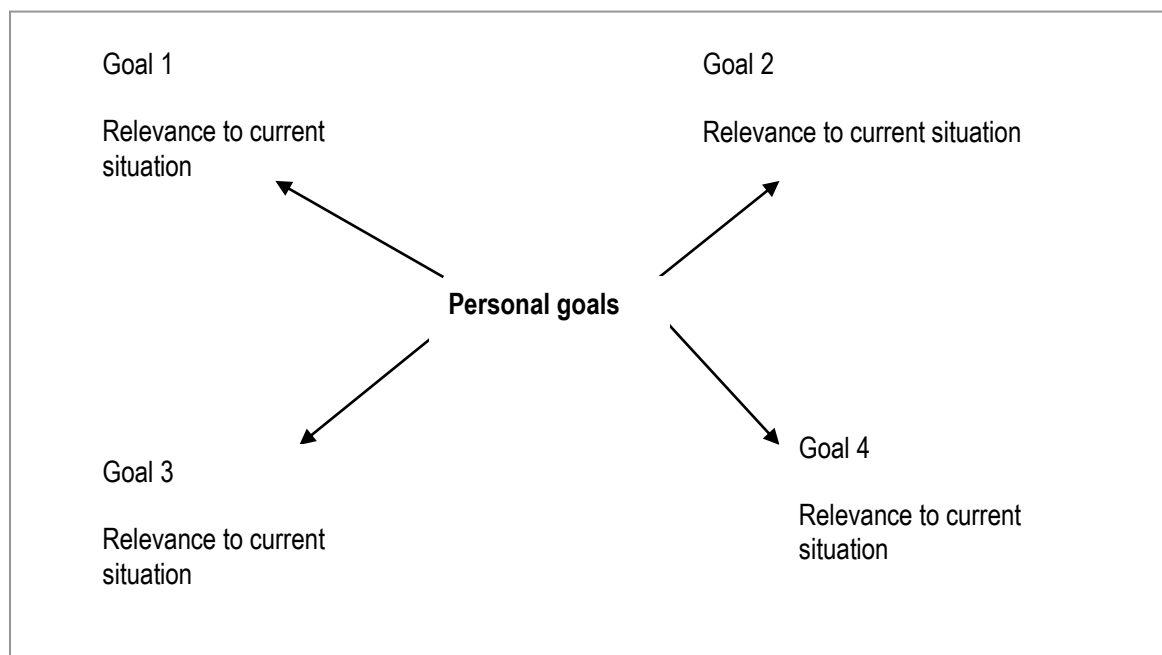 Goal 1
Relevance to current
situation
Goal 2
Relevance to current situation
Personal goals
Goal 3
Relevance to current
situation
Goal 4
Relevance to current
situation